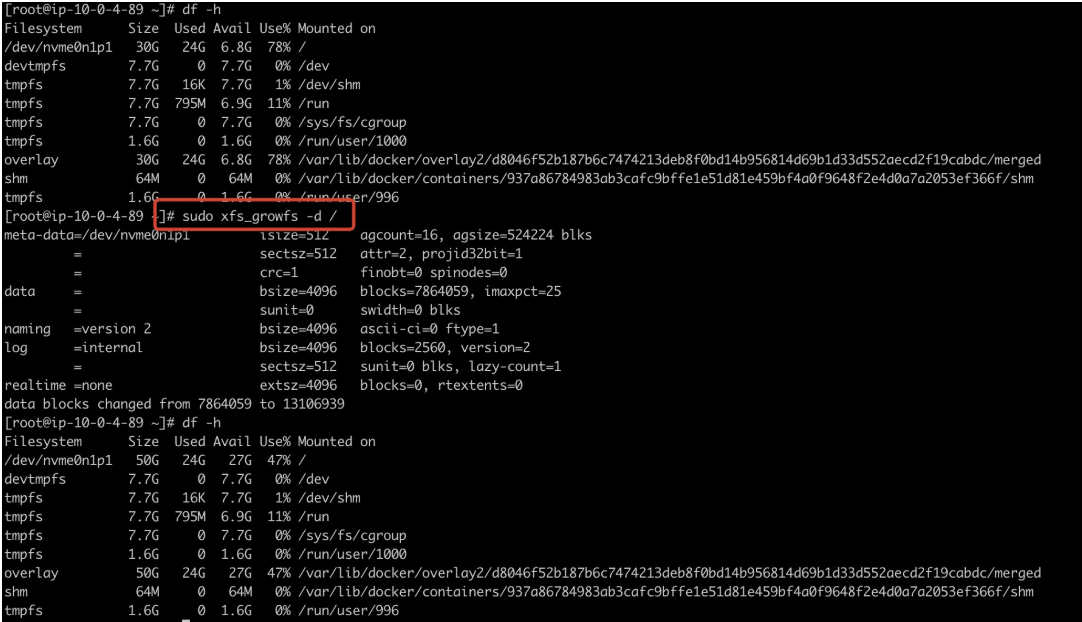 [root@ip-10-0-4-89 ~]# df -h
Filesystem      Size  Used Avail Use% Mounted on
/dev/nvme0n1p1   30G   24G  6.8G  78% /
devtmpfs        7.7G     0  7.7G   0% /dev
tmpfs           7.7G   16K  7.7G   1% /dev/shm
tmpfs           7.7G  795M  6.9G  11% /run
tmpfs           7.7G     0  7.7G   0% /sys/fs/cgroup
tmpfs           1.6G     0  1.6G   0% /run/user/1000
overlay          30G   24G  6.8G  78% /var/lib/docker/overlay2/d8046f52b187b6c7474213deb8f0bd14b956814d69b1d33d552aecd2f19cabdc/merged
shm              64M     0   64M   0% /var/lib/docker/containers/937a86784983ab3cafc9bffe1e51d81e459bf4a0f9648f2e4d0a7a2053ef366f/shm
tmpfs           1.6G     0  1.6G   0% /run/user/996
[root@ip-10-0-4-89 ~]# sudo xfs_growfs -d /
meta-data=/dev/nvme0n1p1         isize=512    agcount=16, agsize=524224 blks
         =                       sectsz=512   attr=2, projid32bit=1
         =                       crc=1        finobt=0 spinodes=0
data     =                       bsize=4096   blocks=7864059, imaxpct=25
         =                       sunit=0      swidth=0 blks
naming   =version 2              bsize=4096   ascii-ci=0 ftype=1
log      =internal               bsize=4096   blocks=2560, version=2
         =                       sectsz=512   sunit=0 blks, lazy-count=1
realtime =none                   extsz=4096   blocks=0, rtextents=0
data blocks changed from 7864059 to 13106939
[root@ip-10-0-4-89 ~]# df -h
Filesystem      Size  Used Avail Use% Mounted on
/dev/nvme0n1p1   50G   24G   27G  47% /
devtmpfs        7.7G     0  7.7G   0% /dev
tmpfs           7.7G   16K  7.7G   1% /dev/shm
tmpfs           7.7G  795M  6.9G  11% /run
tmpfs           7.7G     0  7.7G   0% /sys/fs/cgroup
tmpfs           1.6G     0  1.6G   0% /run/user/1000
overlay          50G   24G   27G  47% /var/lib/docker/overlay2/d8046f52b187b6c7474213deb8f0bd14b956814d69b1d33d552aecd2f19cabdc/merged
shm              64M     0   64M   0% /var/lib/docker/containers/937a86784983ab3cafc9bffe1e51d81e459bf4a0f9648f2e4d0a7a2053ef366f/shm
tmpfs           1.6G     0  1.6G   0% /run/user/996